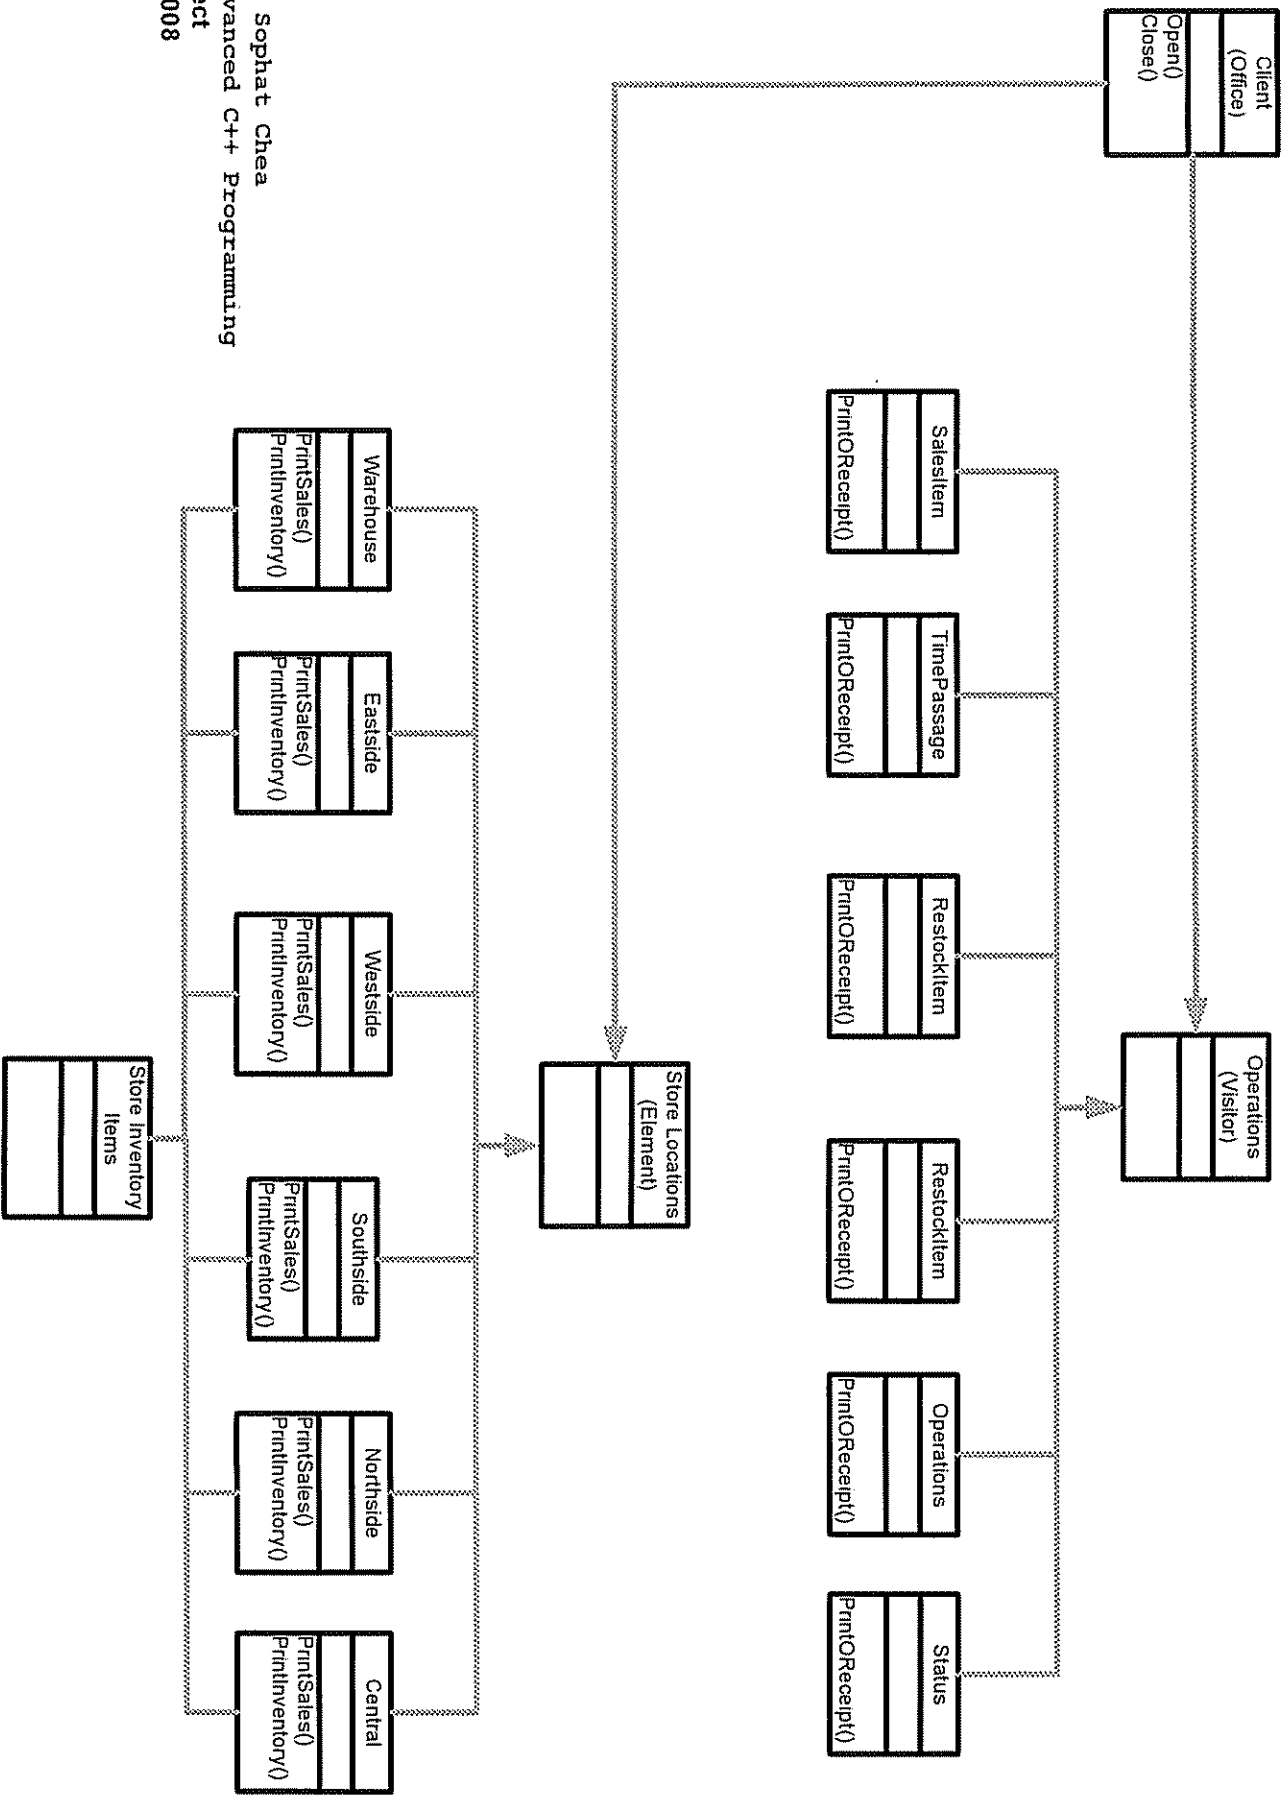 Client
(Office)
Open()
Close()
Operations
(Visitor)
SalesItem
PrintOReceipt()
TimePassage
PrintOReceipt()
RestockItem
PrintOReceipt()
RestockItem
PrintOReceipt()
Operations
PrintOReceipt()
Status
PrintOReceipt()
Store Locations
(Element)
Warehouse
PrintSales()
PrintInventory()
Eastside
PrintSales()
PrintInventory()
Westside
PrintSales()
PrintInventory()
Southside
PrintSales()
PrintInventory()
Northside
PrintSales()
PrintInventory()
Central
PrintSales()
PrintInventory()
Store Inventory
Items
Sophat Chea
vanced C++ Programming
ect
008